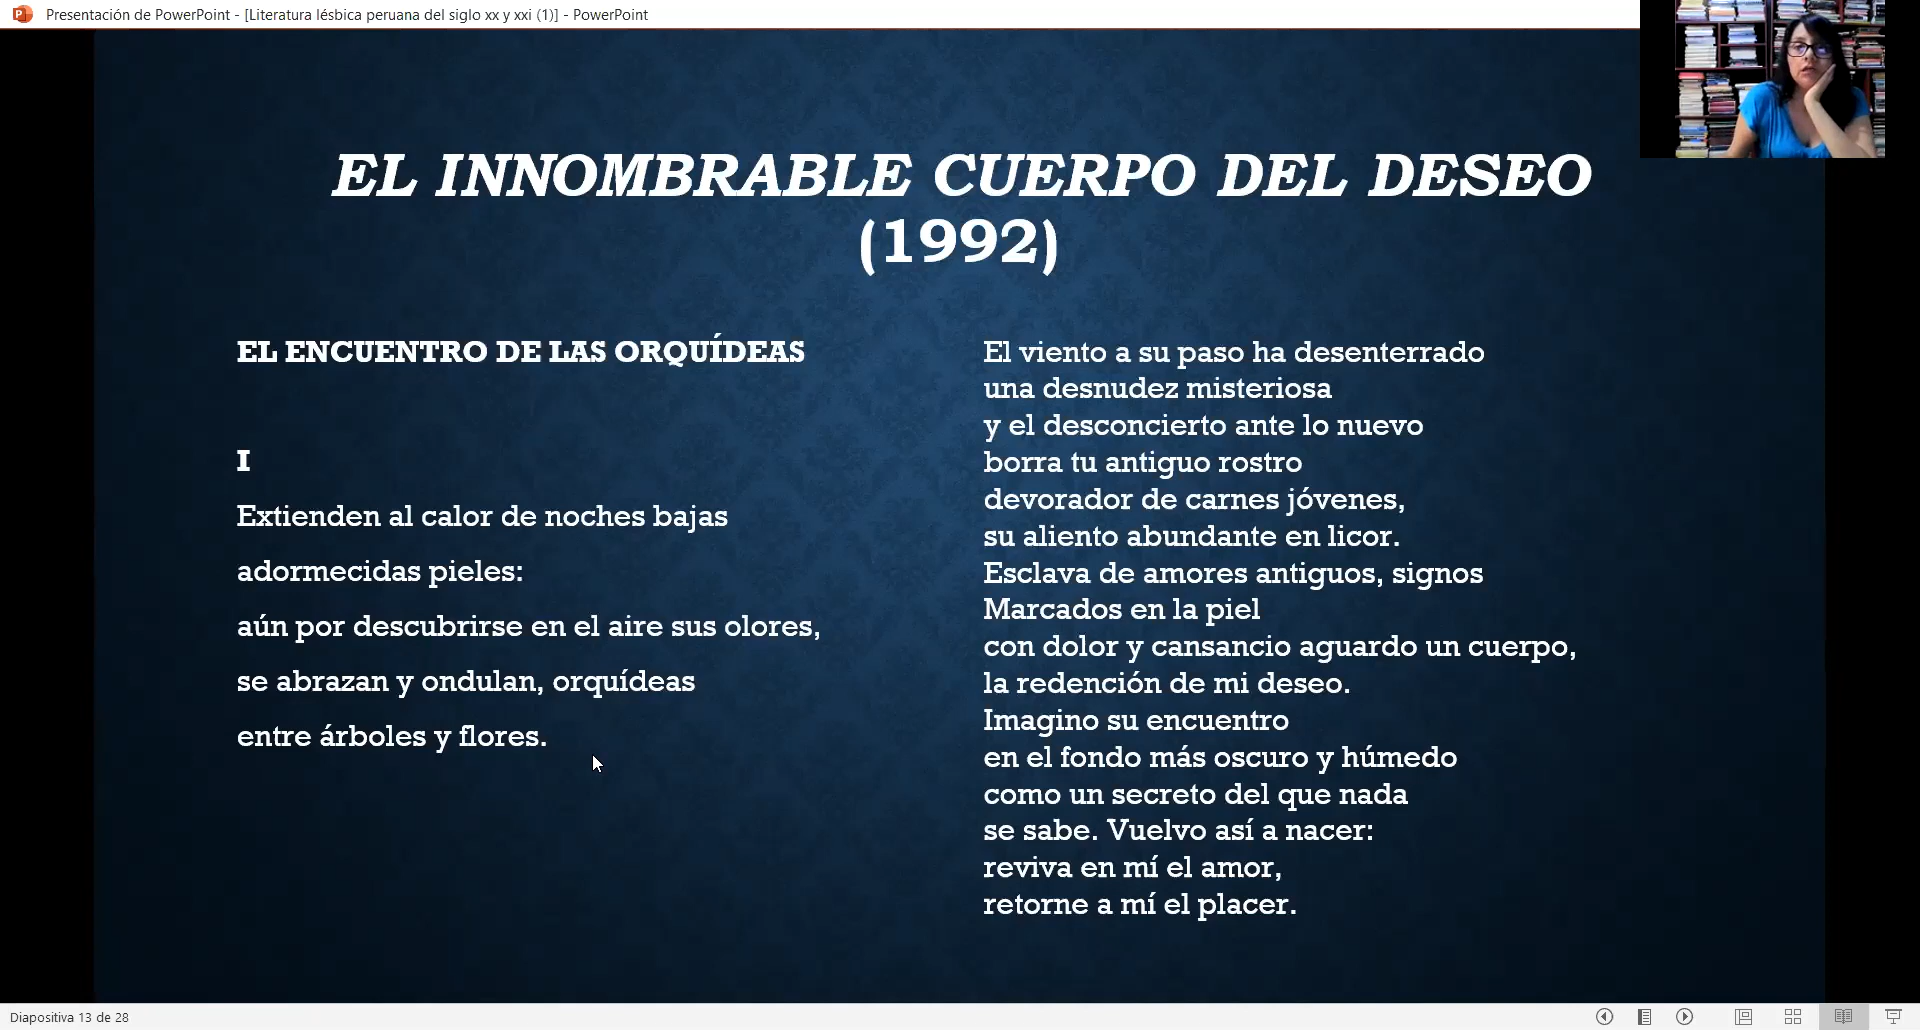 Presentación de PowerPoint - [Literatura lésbica peruana del siglo xx y xxi (1)] - PowerPoint
EL INNOMBRABLE CUERPO DEL DESEO
(1992)
EL ENCUENTRO DE LAS ORQUÍDEAS
I
Extienden al calor de noches bajas
adormecidas pieles:
aún por descubrirse en el aire sus olores,
se abrazan y ondulan, orquídeas
entre árboles y flores.
El viento a su paso ha desenterrado
una desnudez misteriosa
y el desconcierto ante lo nuevo
borra tu antiguo rostro
devorador de carnes jóvenes,
su aliento abundante en licor.
Esclava de amores antiguos, signos
Marcados en la piel
con dolor y cansancio aguardo un cuerpo,
la redención de mi deseo.
Imagino su encuentro
en el fondo más oscuro y húmedo
como un secreto del que nada
se sabe. Vuelvo así a nacer:
reviva en mí el amor,
retorne a mí el placer.
Diapositiva 13 de 28